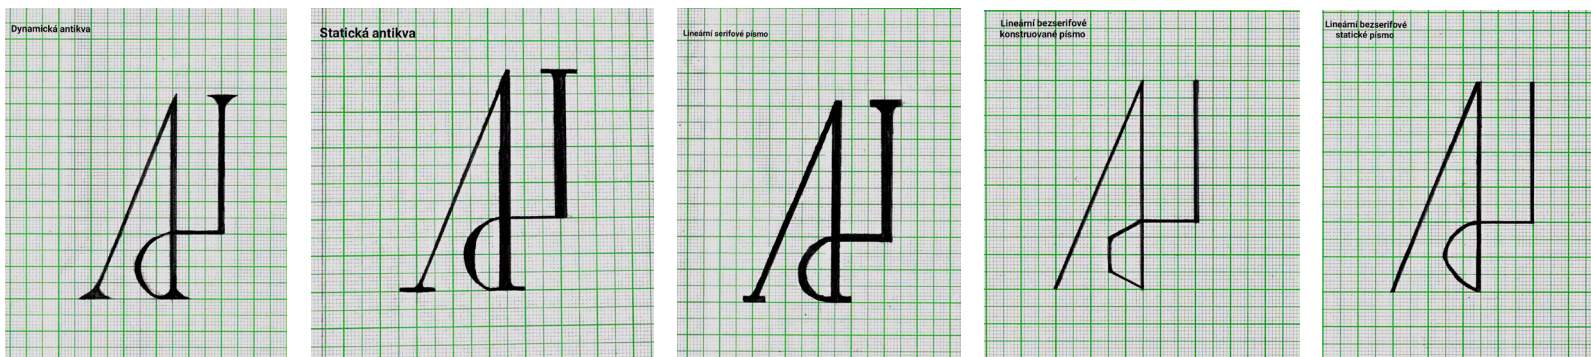 Dynamická antikva
Statická antikva
Lineární serifové písmo
Lineární bezserifové
konstruované písmo
Lineární bezserifové
statické písmo